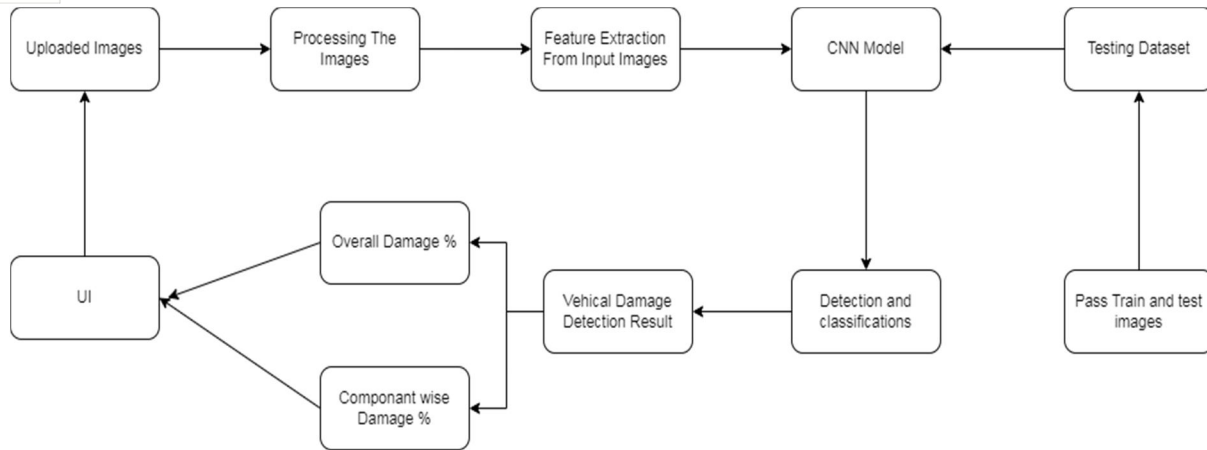 Uploaded Images
Processing The
Images
Feature Extraction
From Input Images
CNN Model
Testing Dataset
Overall Damage %
UI
Vehical Damage
Detection Result
Detection and
classifications
Pass Train and test
images
Componant wise
Damage %